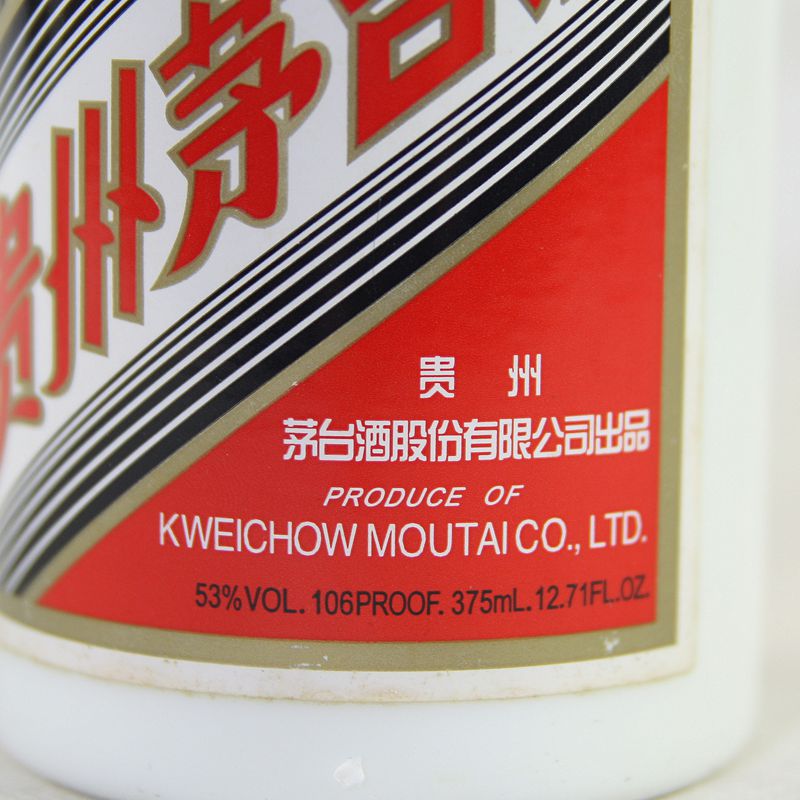 贵州茅台
贵 州
茅台酒股份有限公司出品
PRODUCE OF
KWEICHOW MOUTAI CO., LTD.
53%VOL. 106PROOF. 375mL. 12.71FL.OZ.